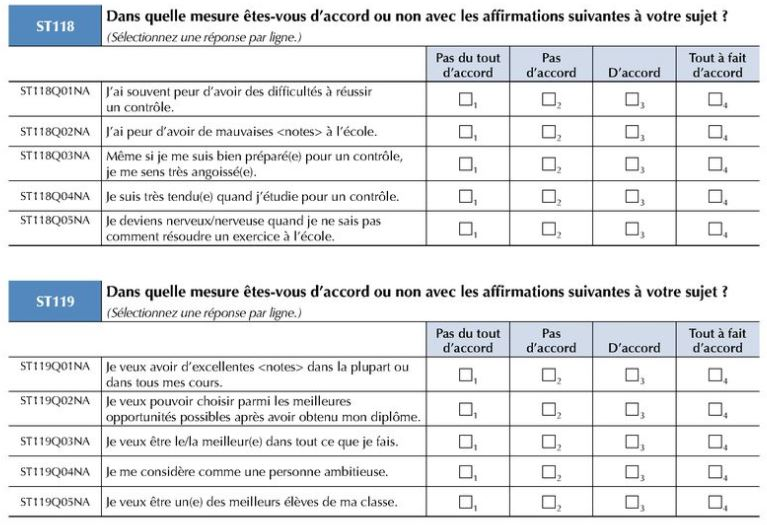 ST118 Dans quelle mesure êtes-vous d’accord ou non avec les affirmations suivantes à votre sujet ?
(Sélectionnez une réponse par ligne.)
Pas du tout d’accord Pas d’accord D’accord Tout à fait d’accord
ST118Q01NA J’ai souvent peur d’avoir des difficultés à réussir
un contrôle. □1 □2 □3 □4
ST118Q02NA J’ai peur d’avoir de mauvaises <notes> à l’école. □1 □2 □3 □4
ST118Q03NA Même si je me suis bien préparé(e) pour un contrôle,
je me sens très angoissé(e). □1 □2 □3 □4
ST118Q04NA Je suis très tendu(e) quand j’étudie pour un contrôle. □1 □2 □3 □4
ST118Q05NA Je deviens nerveux/nerveuse quand je ne sais pas
comment résoudre un exercice à l’école. □1 □2 □3 □4
ST119 Dans quelle mesure êtes-vous d’accord ou non avec les affirmations suivantes à votre sujet ?
(Sélectionnez une réponse par ligne.)
Pas du tout d’accord Pas d’accord D’accord Tout à fait d’accord
ST119Q01NA Je veux avoir d’excellentes <notes> dans la plupart ou
dans tous mes cours. □1 □2 □3 □4
ST119Q02NA Je veux pouvoir choisir parmi les meilleures
opportunités possibles après avoir obtenu mon diplôme. □1 □2 □3 □4
ST119Q03NA Je veux être le/la meilleur(e) dans tout ce que je fais. □1 □2 □3 □4
ST119Q04NA Je me considère comme une personne ambitieuse. □1 □2 □3 □4
ST119Q05NA Je veux être un(e) des meilleurs élèves de ma classe. □1 □2 □3 □4